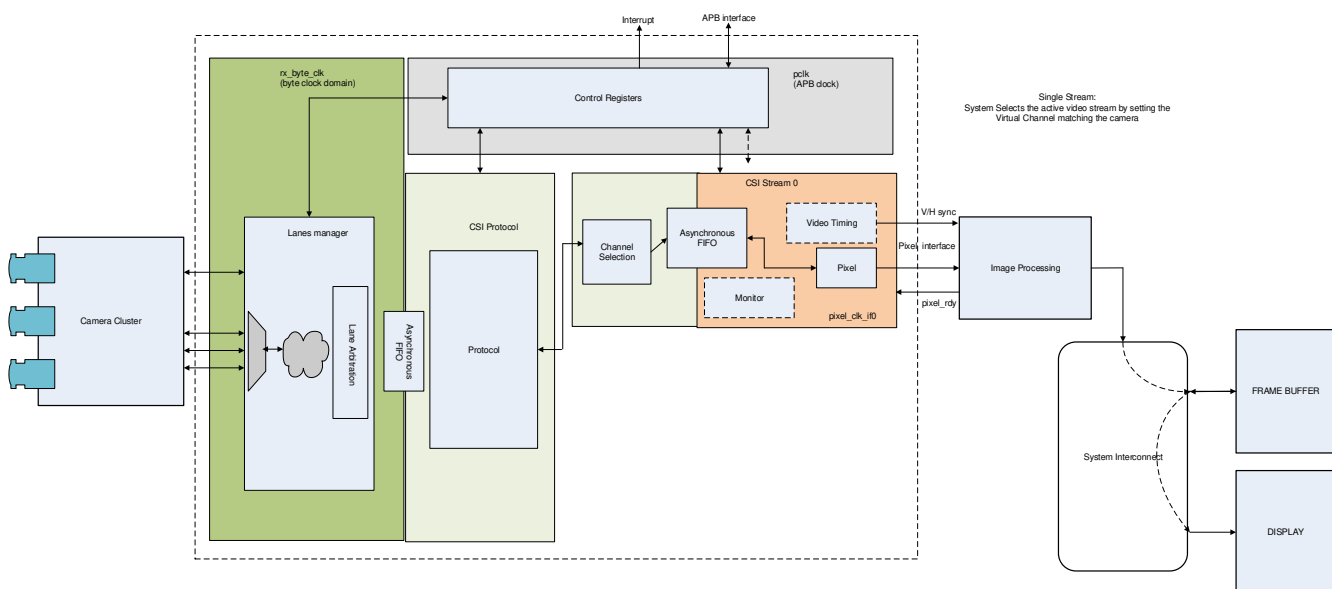 Interrupt
APB interface
rx_byte_clk
(byte clock domain)
pclk
(APB clock)
Control Registers
Single Stream:
System Selects the active video stream by setting the
Virtual Channel matching the camera
CSI Stream 0
V/H sync
Lanes manager
CSI Protocol
Video Timing
Channel
Selection
Asynchronous
FIFO
Pixel interface
Pixel
Image Processing
Monitor
pixel_rdy
pixel_clk_if0
Camera Cluster
Lane Arbitration
Asynchronous
FIFO
Protocol
FRAME BUFFER
System Interconnect
DISPLAY